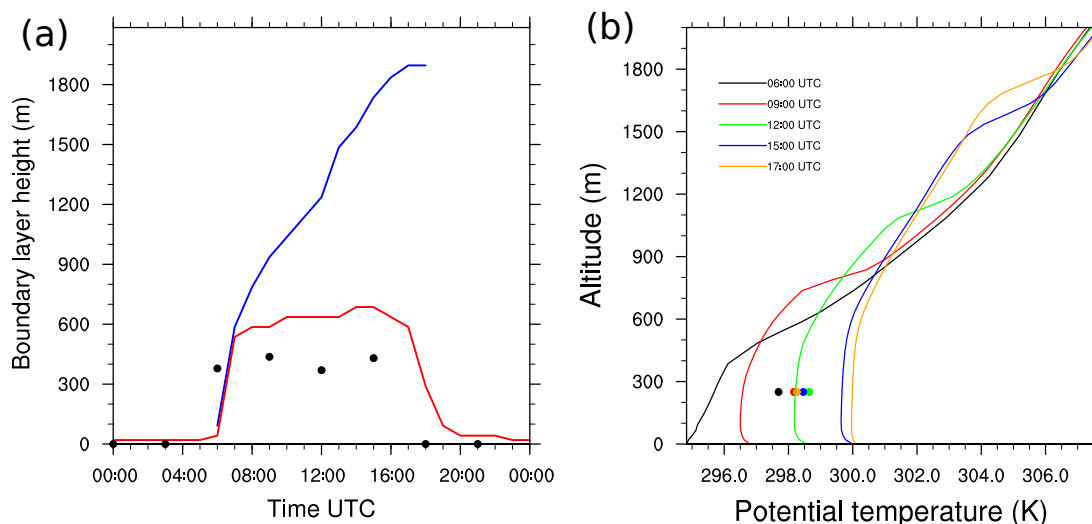 (a)
Boundary layer height (m)
1800
1500
1200
900
600
300
0
00:00 04:00 08:00 12:00 16:00 20:00 00:00
Time UTC
(b)
Altitude (m)
1800
1500
1200
900
600
300
0
06:00 UTC
09:00 UTC
12:00 UTC
15:00 UTC
17:00 UTC
296.0 298.0 300.0 302.0 304.0 306.0
Potential temperature (K)